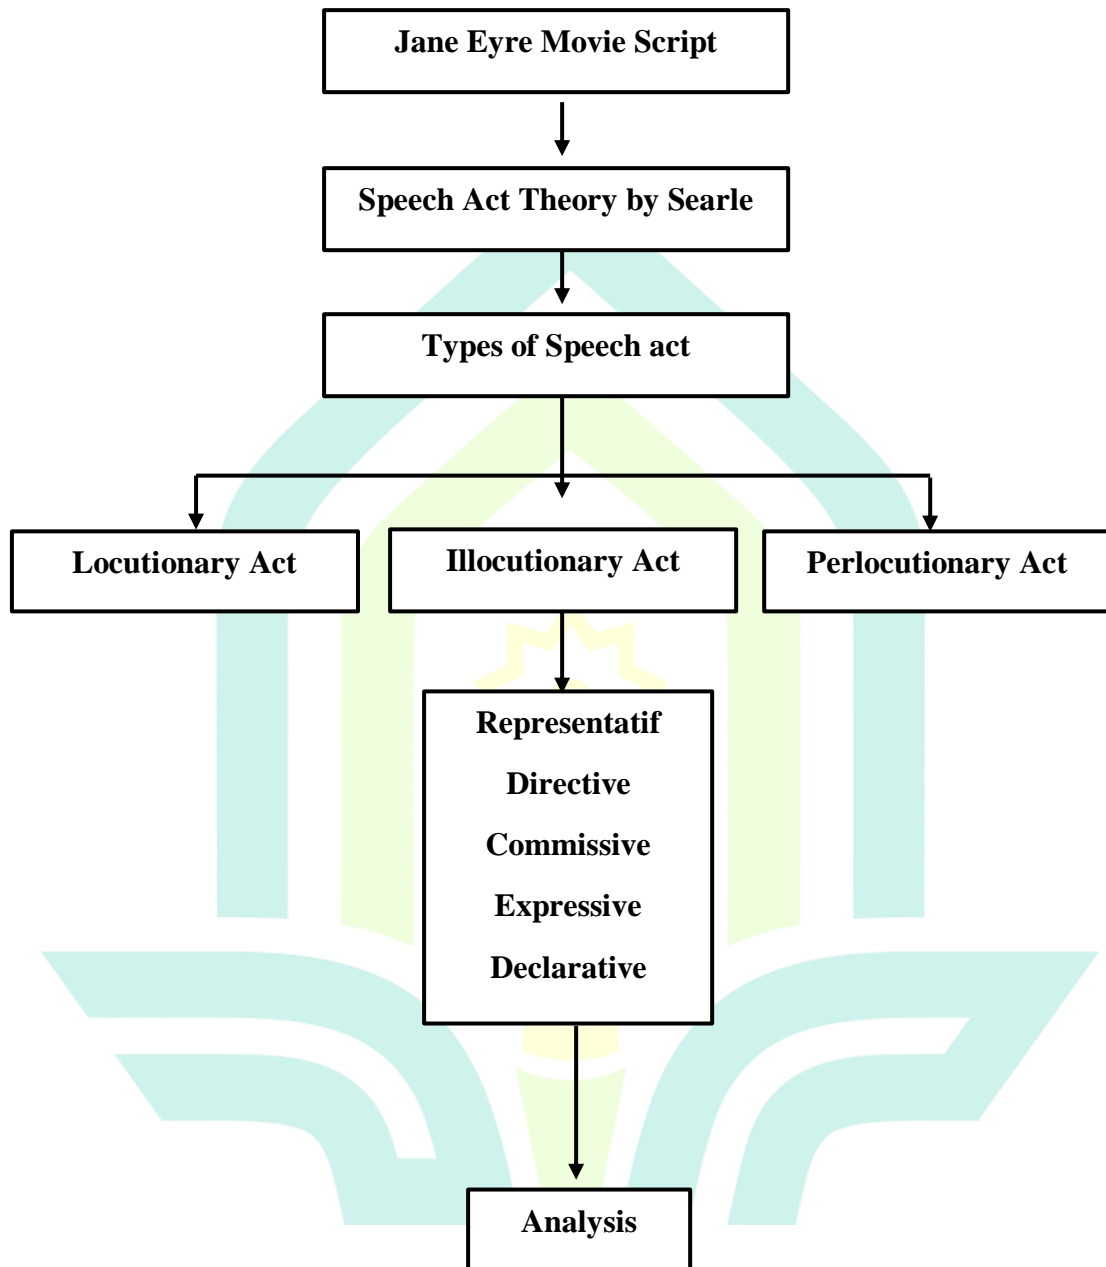 Jane Eyre Movie Script
Speech Act Theory by Searle
Types of Speech act
Locutionary Act
Illocutionary Act
Perlocutionary Act
Representatif
Directive
Commissive
Expressive
Declarative
Analysis